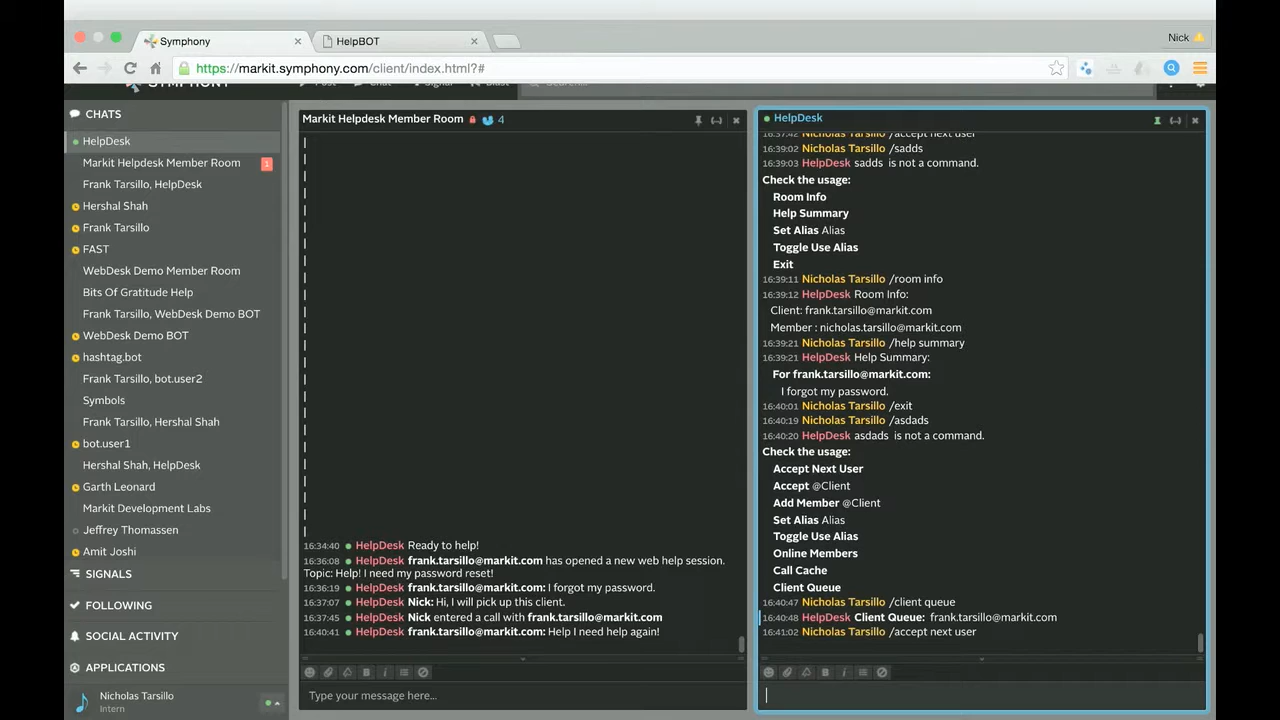 Symphony
HelpBOT
Nick
https://markit.symphony.com/client/index.html?#
SYMPHONY
CHATS
HelpDesk
Markit Helpdesk Member Room
1
Frank Tarsillo, HelpDesk
Hershal Shah
Frank Tarsillo
FAST
WebDesk Demo Member Room
Bits Of Gratitude Help
Frank Tarsillo, WebDesk Demo BOT
WebDesk Demo BOT
hashtag.bot
Frank Tarsillo, bot.user2
Symbols
Frank Tarsillo, Hershal Shah
bot.user1
Hershal Shah, HelpDesk
Garth Leonard
Markit Development Labs
Jeffrey Thomassen
Amit Joshi
SIGNALS
FOLLOWING
SOCIAL ACTIVITY
APPLICATIONS
Nicholas Tarsillo
Intern
Markit Helpdesk Member Room 4
16:34:40 HelpDesk Ready to help!
16:36:08 HelpDesk frank.tarsillo@markit.com has opened a new web help session.
Topic: Help! I need my password reset!
16:36:19 HelpDesk frank.tarsillo@markit.com: I forgot my password.
16:37:07 HelpDesk Nick: Hi, I will pick up this client.
16:37:45 HelpDesk Nick entered a call with frank.tarsillo@markit.com
16:40:41 HelpDesk frank.tarsillo@markit.com: Help I need help again!
Type your message here...
HelpDesk
16:37:42 Nicholas Tarsillo /accept next user
16:39:02 Nicholas Tarsillo /sadds
16:39:03 HelpDesk sadds is not a command.
Check the usage:
Room Info
Help Summary
Set Alias Alias
Toggle Use Alias
Exit
16:39:11 Nicholas Tarsillo /room info
16:39:12 HelpDesk Room Info:
Client: frank.tarsillo@markit.com
Member : nicholas.tarsillo@markit.com
16:39:21 Nicholas Tarsillo /help summary
16:39:21 HelpDesk Help Summary:
For frank.tarsillo@markit.com:
I forgot my password.
16:40:01 Nicholas Tarsillo /exit
16:40:19 Nicholas Tarsillo /asdads
16:40:20 HelpDesk asdads is not a command.
Check the usage:
Accept Next User
Accept @Client
Add Member @Client
Set Alias Alias
Toggle Use Alias
Online Members
Call Cache
Client Queue
16:40:47 Nicholas Tarsillo /client queue
16:40:48 HelpDesk Client Queue: frank.tarsillo@markit.com
16:41:02 Nicholas Tarsillo /accept next user